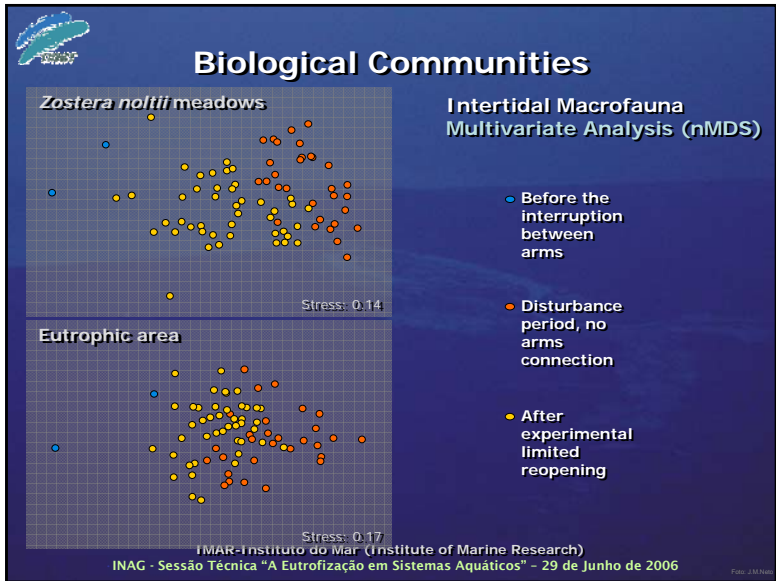 Biological Communities
Zostera noltii meadows
Stress: 0.14
Eutrophic area
Stress: 0.17
Intertidal Macrofauna
Multivariate Analysis (nMDS)
Before the
interruption
between
arms
Disturbance
period, no
arms
connection
After
experimental
limited
reopening
IMAR-Instituto do Mar (Institute of Marine Research)
INAG - Sessão Técnica “A Eutrofização em Sistemas Aquáticos” – 29 de Junho de 2006
Foto: J.M.Neto